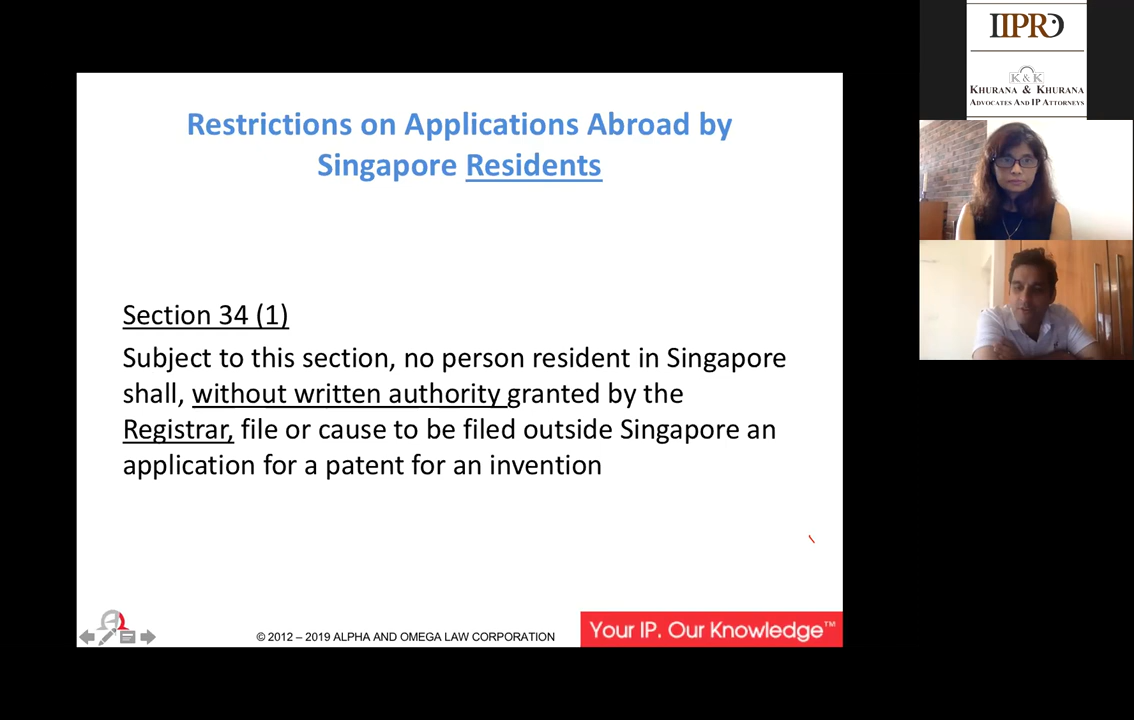 Restrictions on Applications Abroad by
Singapore Residents
Section 34 (1)
Subject to this section, no person resident in Singapore
shall, without written authority granted by the
Registrar, file or cause to be filed outside Singapore an
application for a patent for an invention
© 2012 – 2019 ALPHA AND OMEGA LAW CORPORATION
Your IP. Our Knowledge™
IIPRD
K & K
KHURANA & KHURANA
ADVOCATES AND IP ATTORNEYS